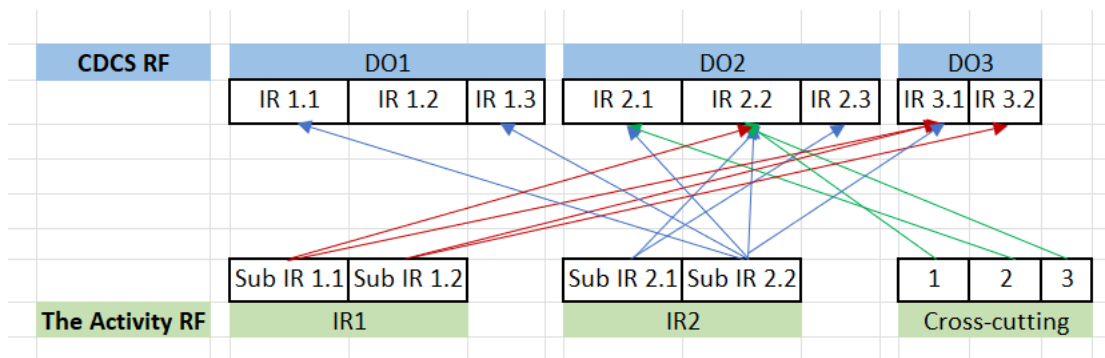 CDCS RF DO1 DO2 DO3
IR 1.1 IR 1.2 IR 1.3 IR 2.1 IR 2.2 IR 2.3 IR 3.1 IR 3.2
Sub IR 1.1 Sub IR 1.2 Sub IR 2.1 Sub IR 2.2 1 2 3
The Activity RF IR1 IR2 Cross-cutting